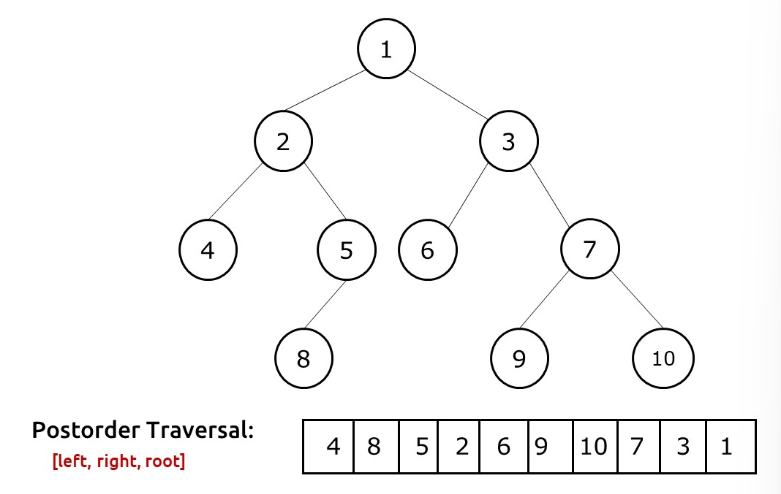 1
2 3
4 5 6 7
8 9 10
Postorder Traversal:
[left, right, root]
4 8 5 2 6 9 10 7 3 1